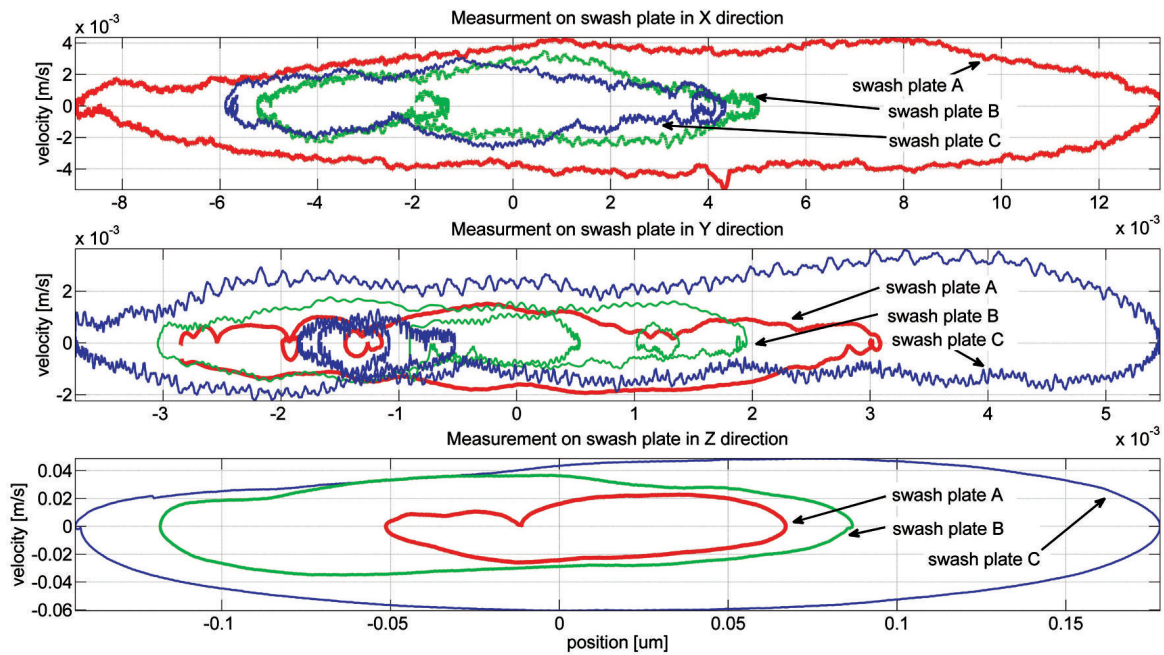 x 10⁻³
Measurment on swash plate in X direction
velocity [m/s]
4
2
0
-2
-4
swash plate A
swash plate B
swash plate C
-8 -6 -4 -2 0 2 4 6 8 10 12
x 10⁻³
x 10⁻³
Measurment on swash plate in Y direction
velocity [m/s]
2
0
-2
swash plate A
swash plate B
swash plate C
-3 -2 -1 0 1 2 3 4 5
x 10⁻³
Measurement on swash plate in Z direction
velocity [m/s]
0.04
0.02
0
-0.02
-0.04
-0.06
swash plate A
swash plate B
swash plate C
-0.1 -0.05 0 0.05 0.1 0.15
position [um]